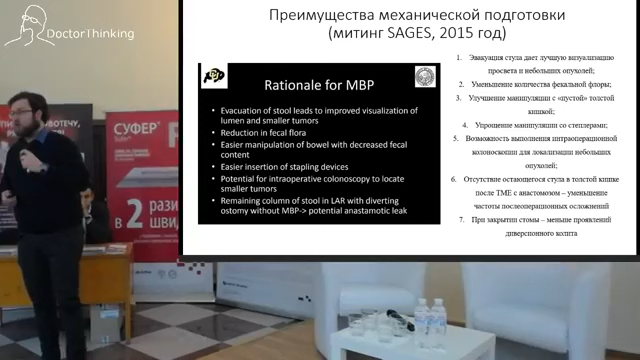 DoctorThinking
Преимущества механической подготовки
(митинг SAGES, 2015 год)
Rationale for MBP
• Evacuation of stool leads to improved visualization of
lumen and smaller tumors
• Reduction in fecal flora
• Easier manipulation of bowel with decreased fecal
content
• Easier insertion of stapling devices
• Potential for intraoperative colonoscopy to locate
smaller tumors
• Remaining column of stool in LAR with diverting
ostomy without MBP-> potential anastamotic leak
1. Эвакуация стула дает лучшую визуализацию
просвета и небольших опухолей;
2. Уменьшение количества фекальной флоры;
3. Улучшение манипуляции с «пустой» толстой
кишкой;
4. Упрощение манипуляции со степлерами;
5. Возможность выполнения интраоперационной
колоноскопии для локализации небольших
опухолей;
6. Отсутствие остающегося стула в толстой кишке
после ТМЕ с анастомозом – уменьшение
частоты послеоперационных осложнений
7. При закрытии стомы – меньше проявлений
диверсионного колита
СУФЕР
в 2 рази